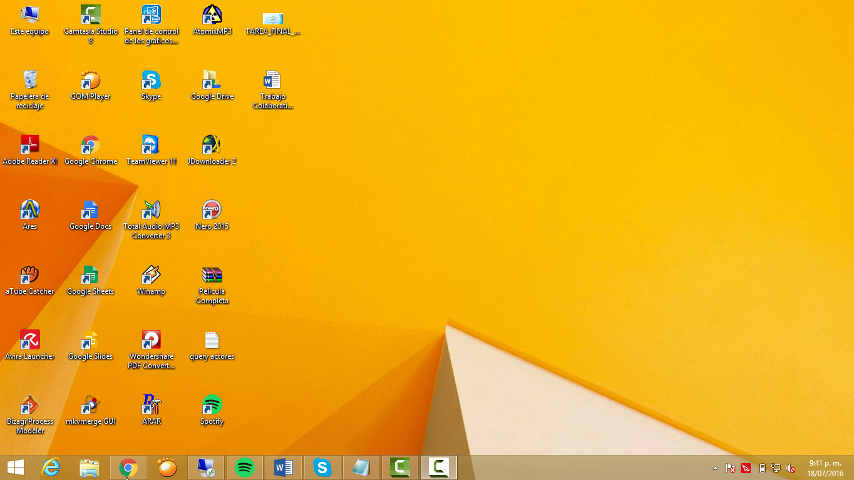 Este equipo
Camtasia Studio
8
Panel de control
de los gráficos...
AtomixMP3
TAREA_FINAL_...
Papelera de
reciclaje
GOM Player
Skype
Google Drive
Trabajo
Colaborati...
Adobe Reader XI
Google Chrome
TeamViewer 11
JDownloader 2
Ares
Google Docs
Total Audio MP3
Converter 3
Nero 2015
aTube Catcher
Google Sheets
Winamp
Pelicula
Completa
Avira Launcher
Google Slides
Wondershare
PDF Convert...
query actores
Bizagi Process
Modeler
mkvmerge GUI
ARAR
Spotify
9:41 p. m.
18/07/2016